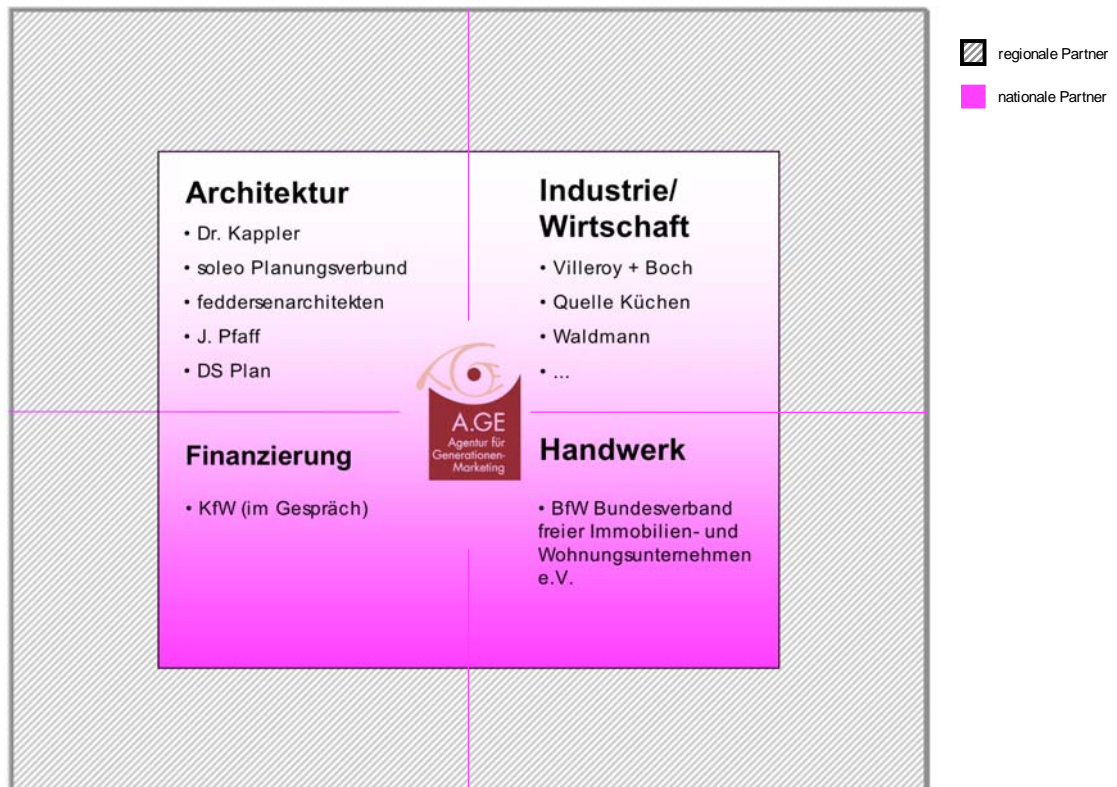 regionale Partner
nationale Partner
Architektur
• Dr. Kappler
• soleo Planungsverbund
• feddersenarchitekten
• J. Pfaff
• DS Plan
Industrie/
Wirtschaft
• Villeroy + Boch
• Quelle Küchen
• Waldmann
• ...
A.GE
Agentur für
Generationen-
Marketing
Finanzierung
• KfW (im Gespräch)
Handwerk
• BfW Bundesverband
freier Immobilien- und
Wohnungsunternehmen
e.V.